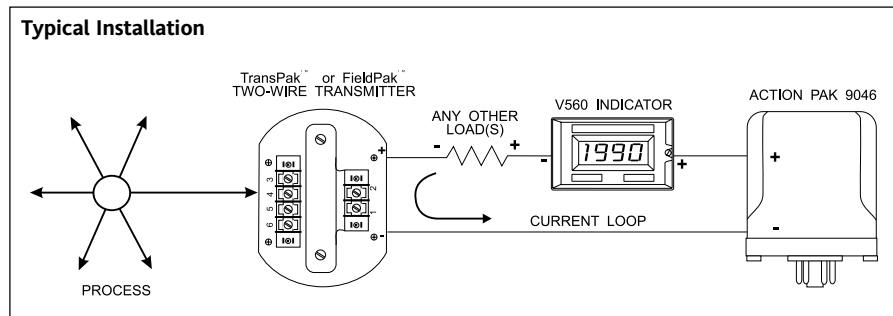 Typical Installation
TransPak™ or FieldPak™
TWO-WIRE TRANSMITTER
ANY OTHER
LOAD(S)
V560 INDICATOR
ACTION PAK 9046
- +
1990
- +
+
-
+
-
3
4
5
6
2
1
CURRENT LOOP
PROCESS